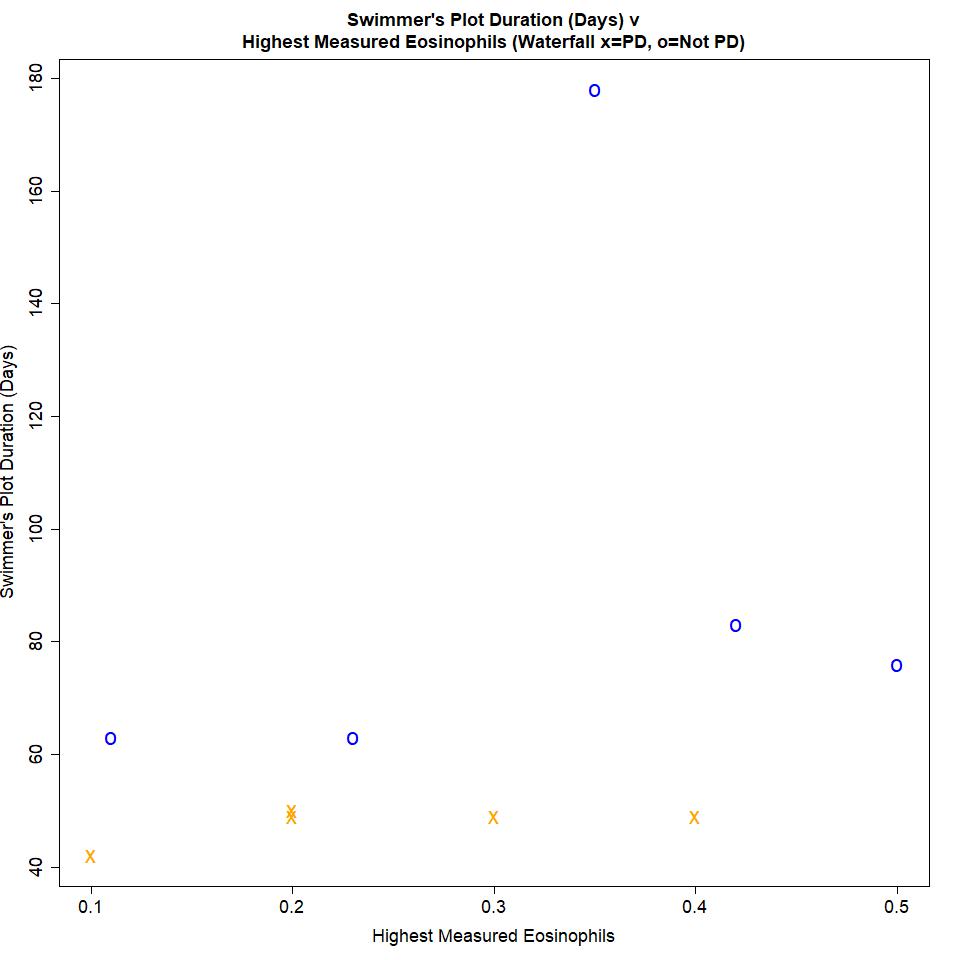 Swimmer's Plot Duration (Days) v
Highest Measured Eosinophils (Waterfall x=PD, o=Not PD)
Swimmer's Plot Duration (Days)
180
160
140
120
100
80
60
40
O
O
O
O
O
X
X
X
X
X
0.1
0.2
0.3
0.4
0.5
Highest Measured Eosinophils